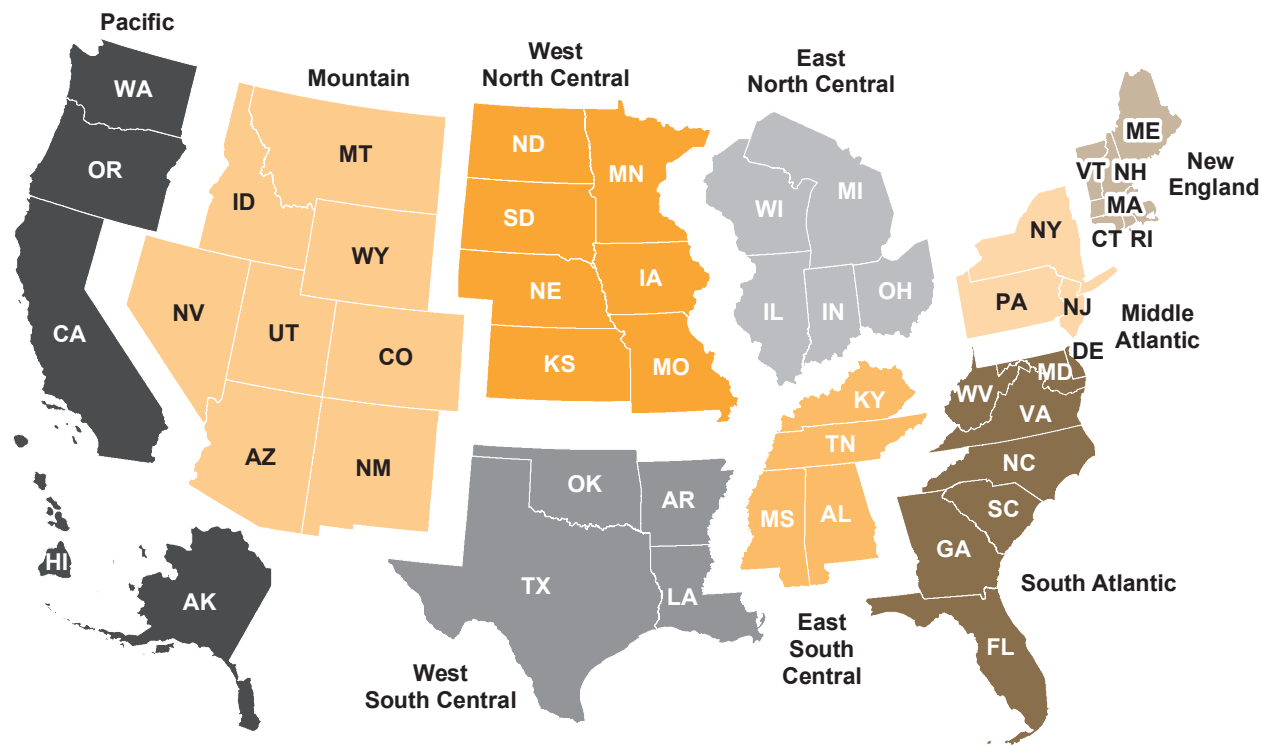 Pacific
WA
OR
CA
HI
AK
Mountain
MT
ID
WY
NV
UT
CO
AZ
NM
West
North Central
ND
MN
SD
NE
IA
KS
MO
West
South Central
OK
AR
TX
LA
East
North Central
WI
MI
IL
IN
OH
East
South
Central
KY
TN
MS
AL
New
England
ME
VT NH
MA
CT RI
Middle
Atlantic
NY
PA
NJ
South Atlantic
DE
MD
WV
VA
NC
SC
GA
FL